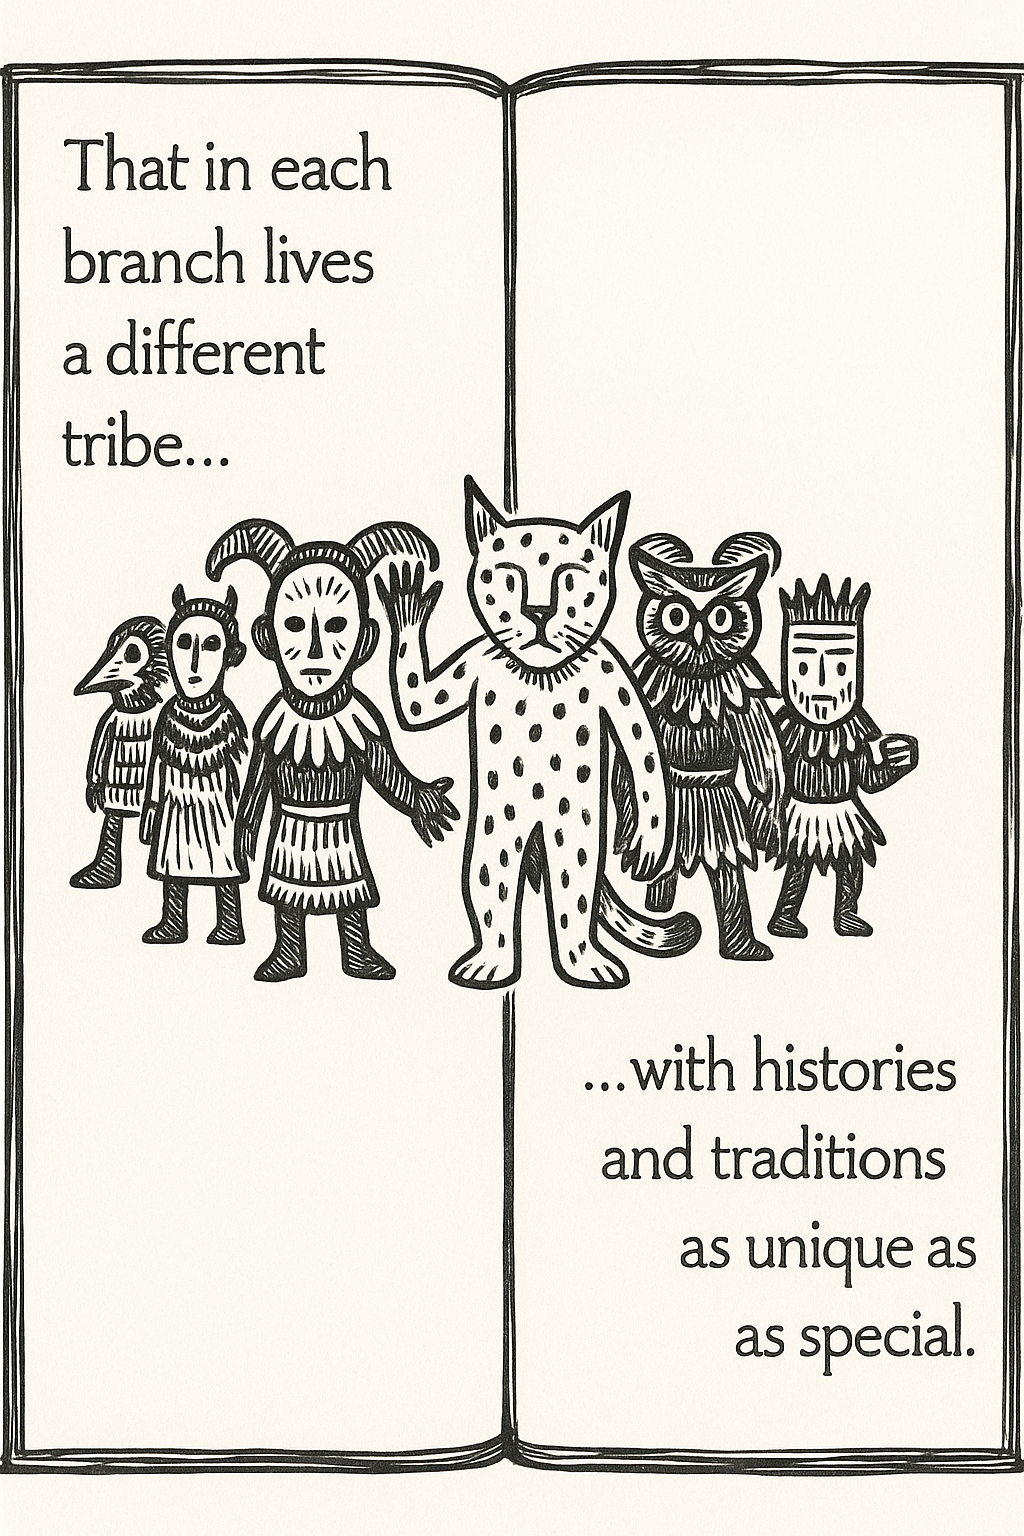 That in each
branch lives
a different
tribe...
...with histories
and traditions
as unique as
as special.